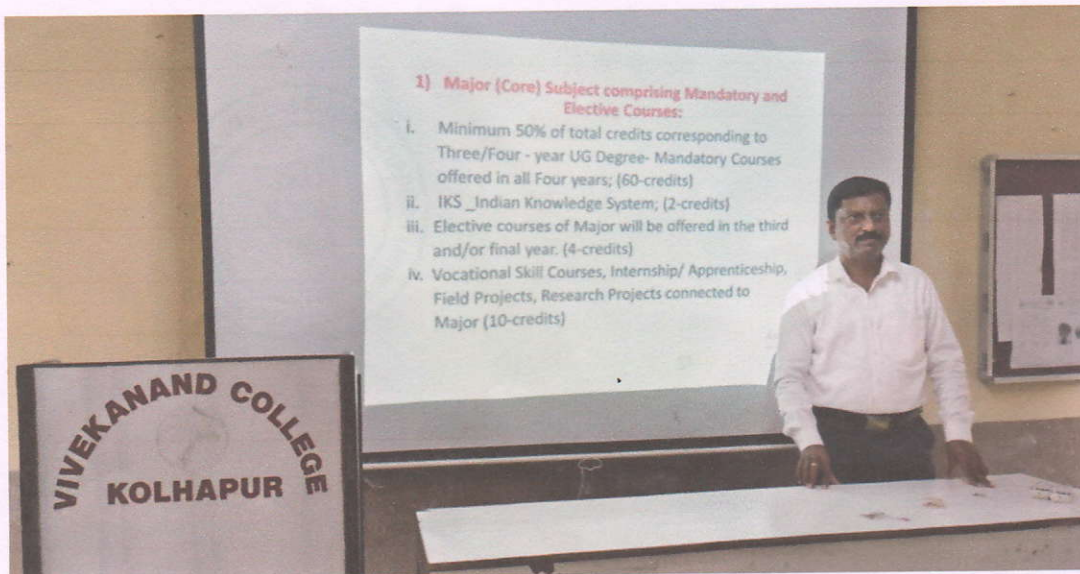 1) Major (Core) Subject comprising Mandatory and
Elective Courses:
i. Minimum 50% of total credits corresponding to
Three/Four - year UG Degree- Mandatory Courses
offered in all Four years; (60-credits)
ii. IKS _Indian Knowledge System; (2-credits)
iii. Elective courses of Major will be offered in the third
and/or final year. (4-credits)
iv. Vocational Skill Courses, Internship/ Apprenticeship,
Field Projects, Research Projects connected to
Major (10-credits)
VIVEKANAND COLLEGE
KOLHAPUR